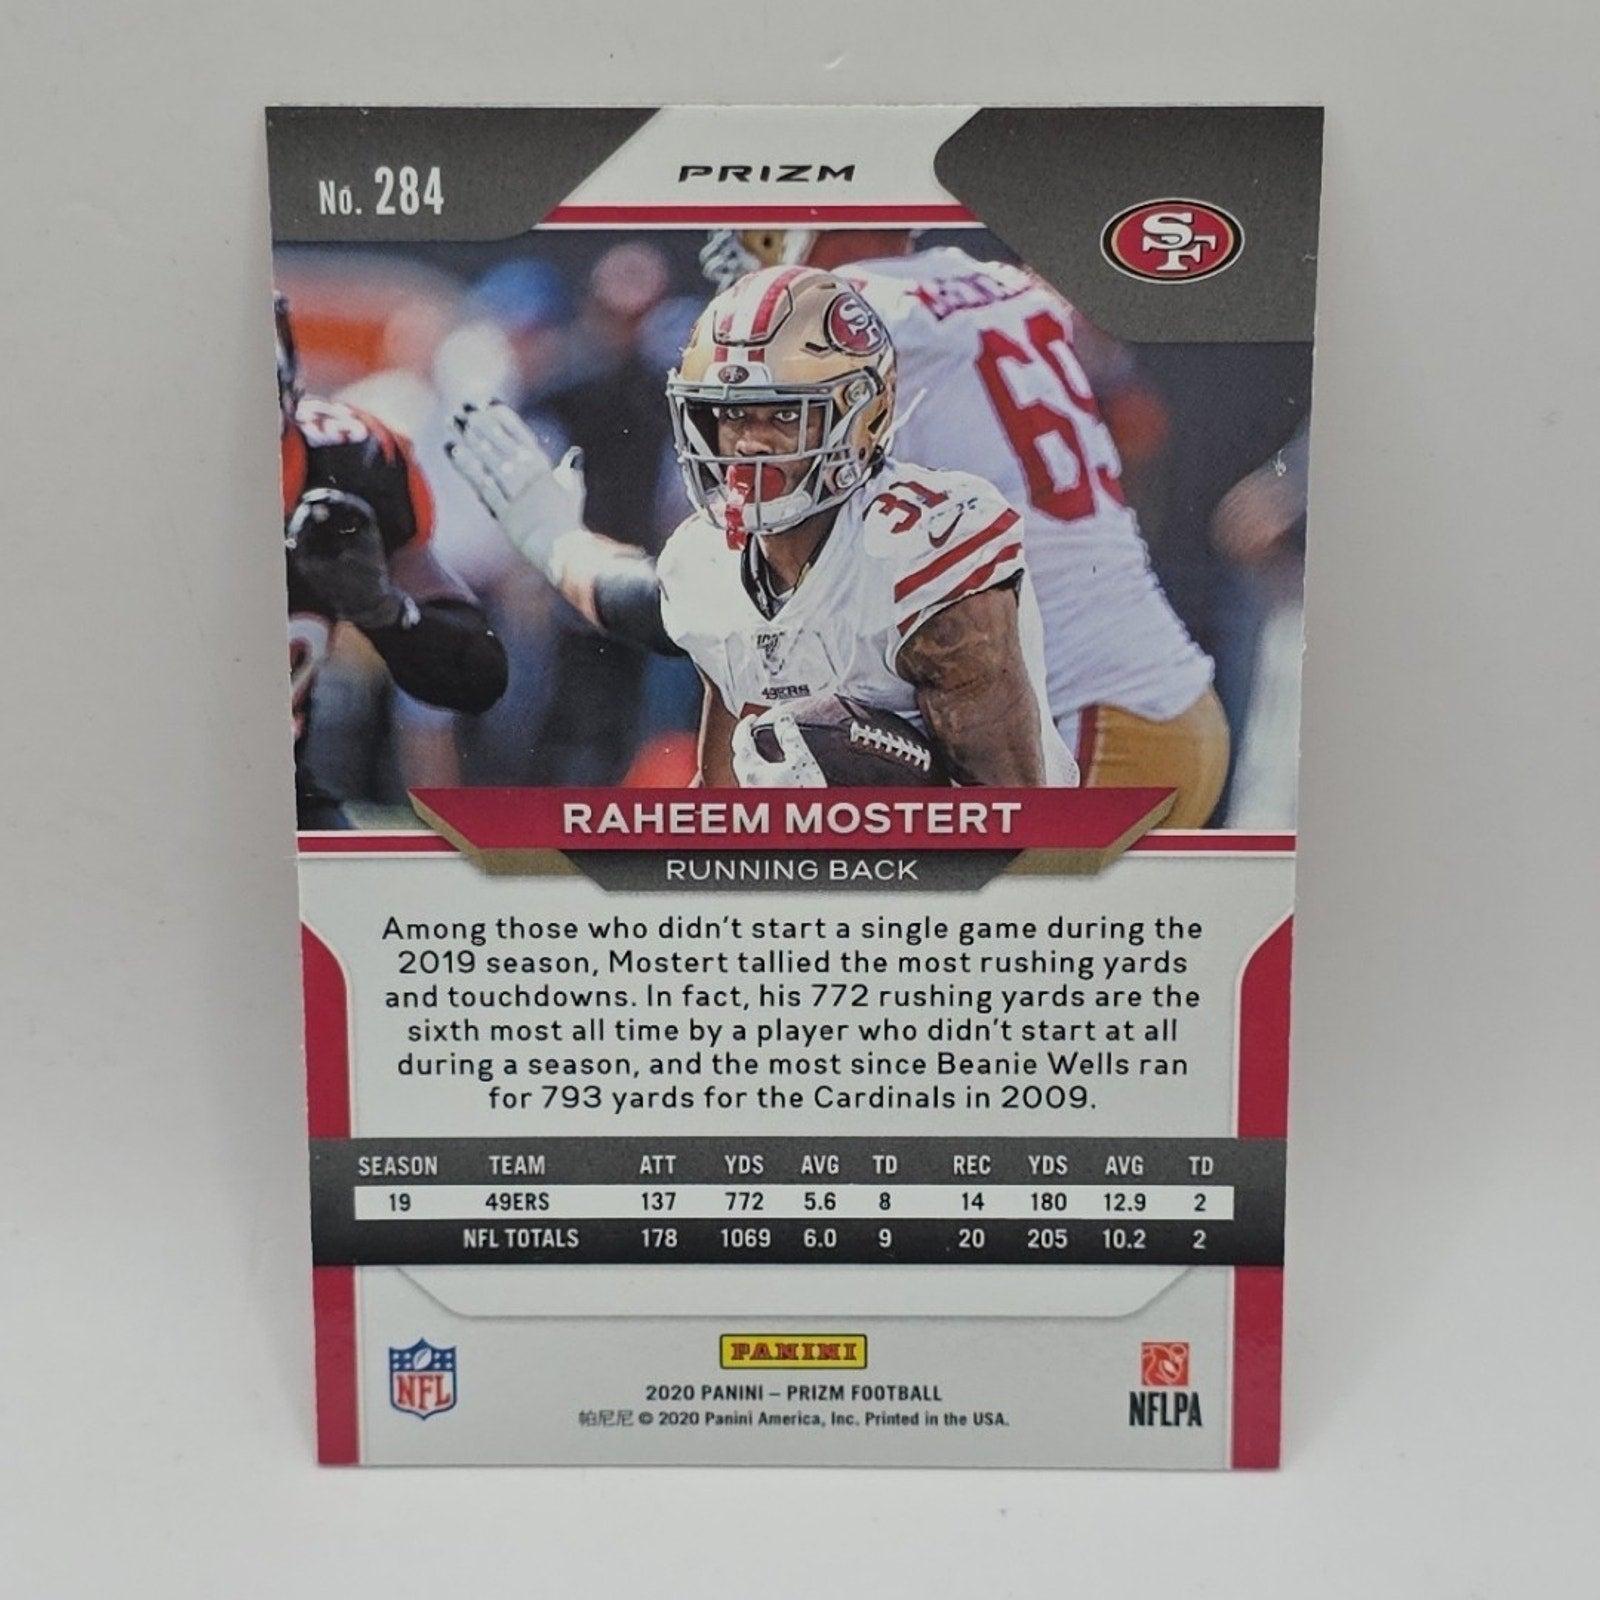 No. 284
PRIZM
SF
69
SF
SF
31
100
49ERS
RAHEEM MOSTERT
RUNNING BACK
Among those who didn't start a single game during the
2019 season, Mostert tallied the most rushing yards
and touchdowns. In fact, his 772 rushing yards are the
sixth most all time by a player who didn't start at all
during a season, and the most since Beanie Wells ran
for 793 yards for the Cardinals in 2009.
SEASON TEAM ATT YDS AVG TD REC YDS AVG TD
19 49ERS 137 772 5.6 8 14 180 12.9 2
NFL TOTALS 178 1069 6.0 9 20 205 10.2 2
NFL
PANINI
2020 PANINI – PRIZM FOOTBALL
帕尼尼 © 2020 Panini America, Inc. Printed in the USA.
NFLPA